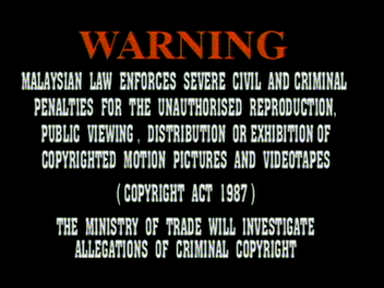 WARNING
MALAYSIAN LAW ENFORCES SEVERE CIVIL AND CRIMINAL
PENALTIES FOR THE UNAUTHORISED REPRODUCTION,
PUBLIC VIEWING , DISTRIBUTION OR EXHIBITION OF
COPYRIGHTED MOTION PICTURES AND VIDEOTAPES
( COPYRIGHT ACT 1987 )
THE MINISTRY OF TRADE WILL INVESTIGATE
ALLEGATIONS OF CRIMINAL COPYRIGHT